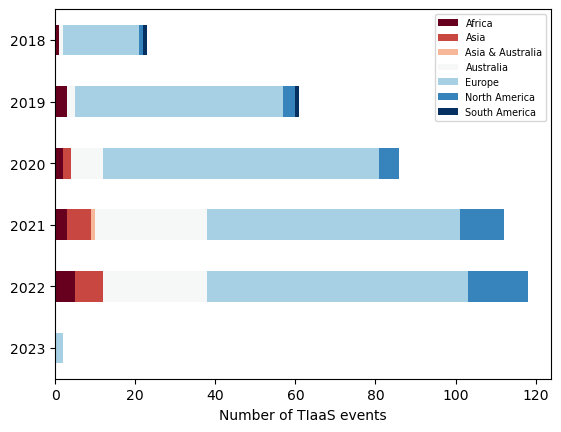 2018
2019
2020
2021
2022
2023
0
20
40
60
80
100
120
Number of TIaaS events
Africa
Asia
Asia & Australia
Australia
Europe
North America
South America